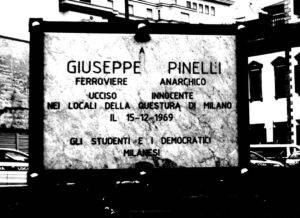 GIUSEPPE PINELLI
FERROVIERE ANARCHICO
UCCISO INNOCENTE
NEI LOCALI DELLA QUESTURA DI MILANO
IL 15-12-1969
GLI STUDENTI E I DEMOCRATICI
MILANESI